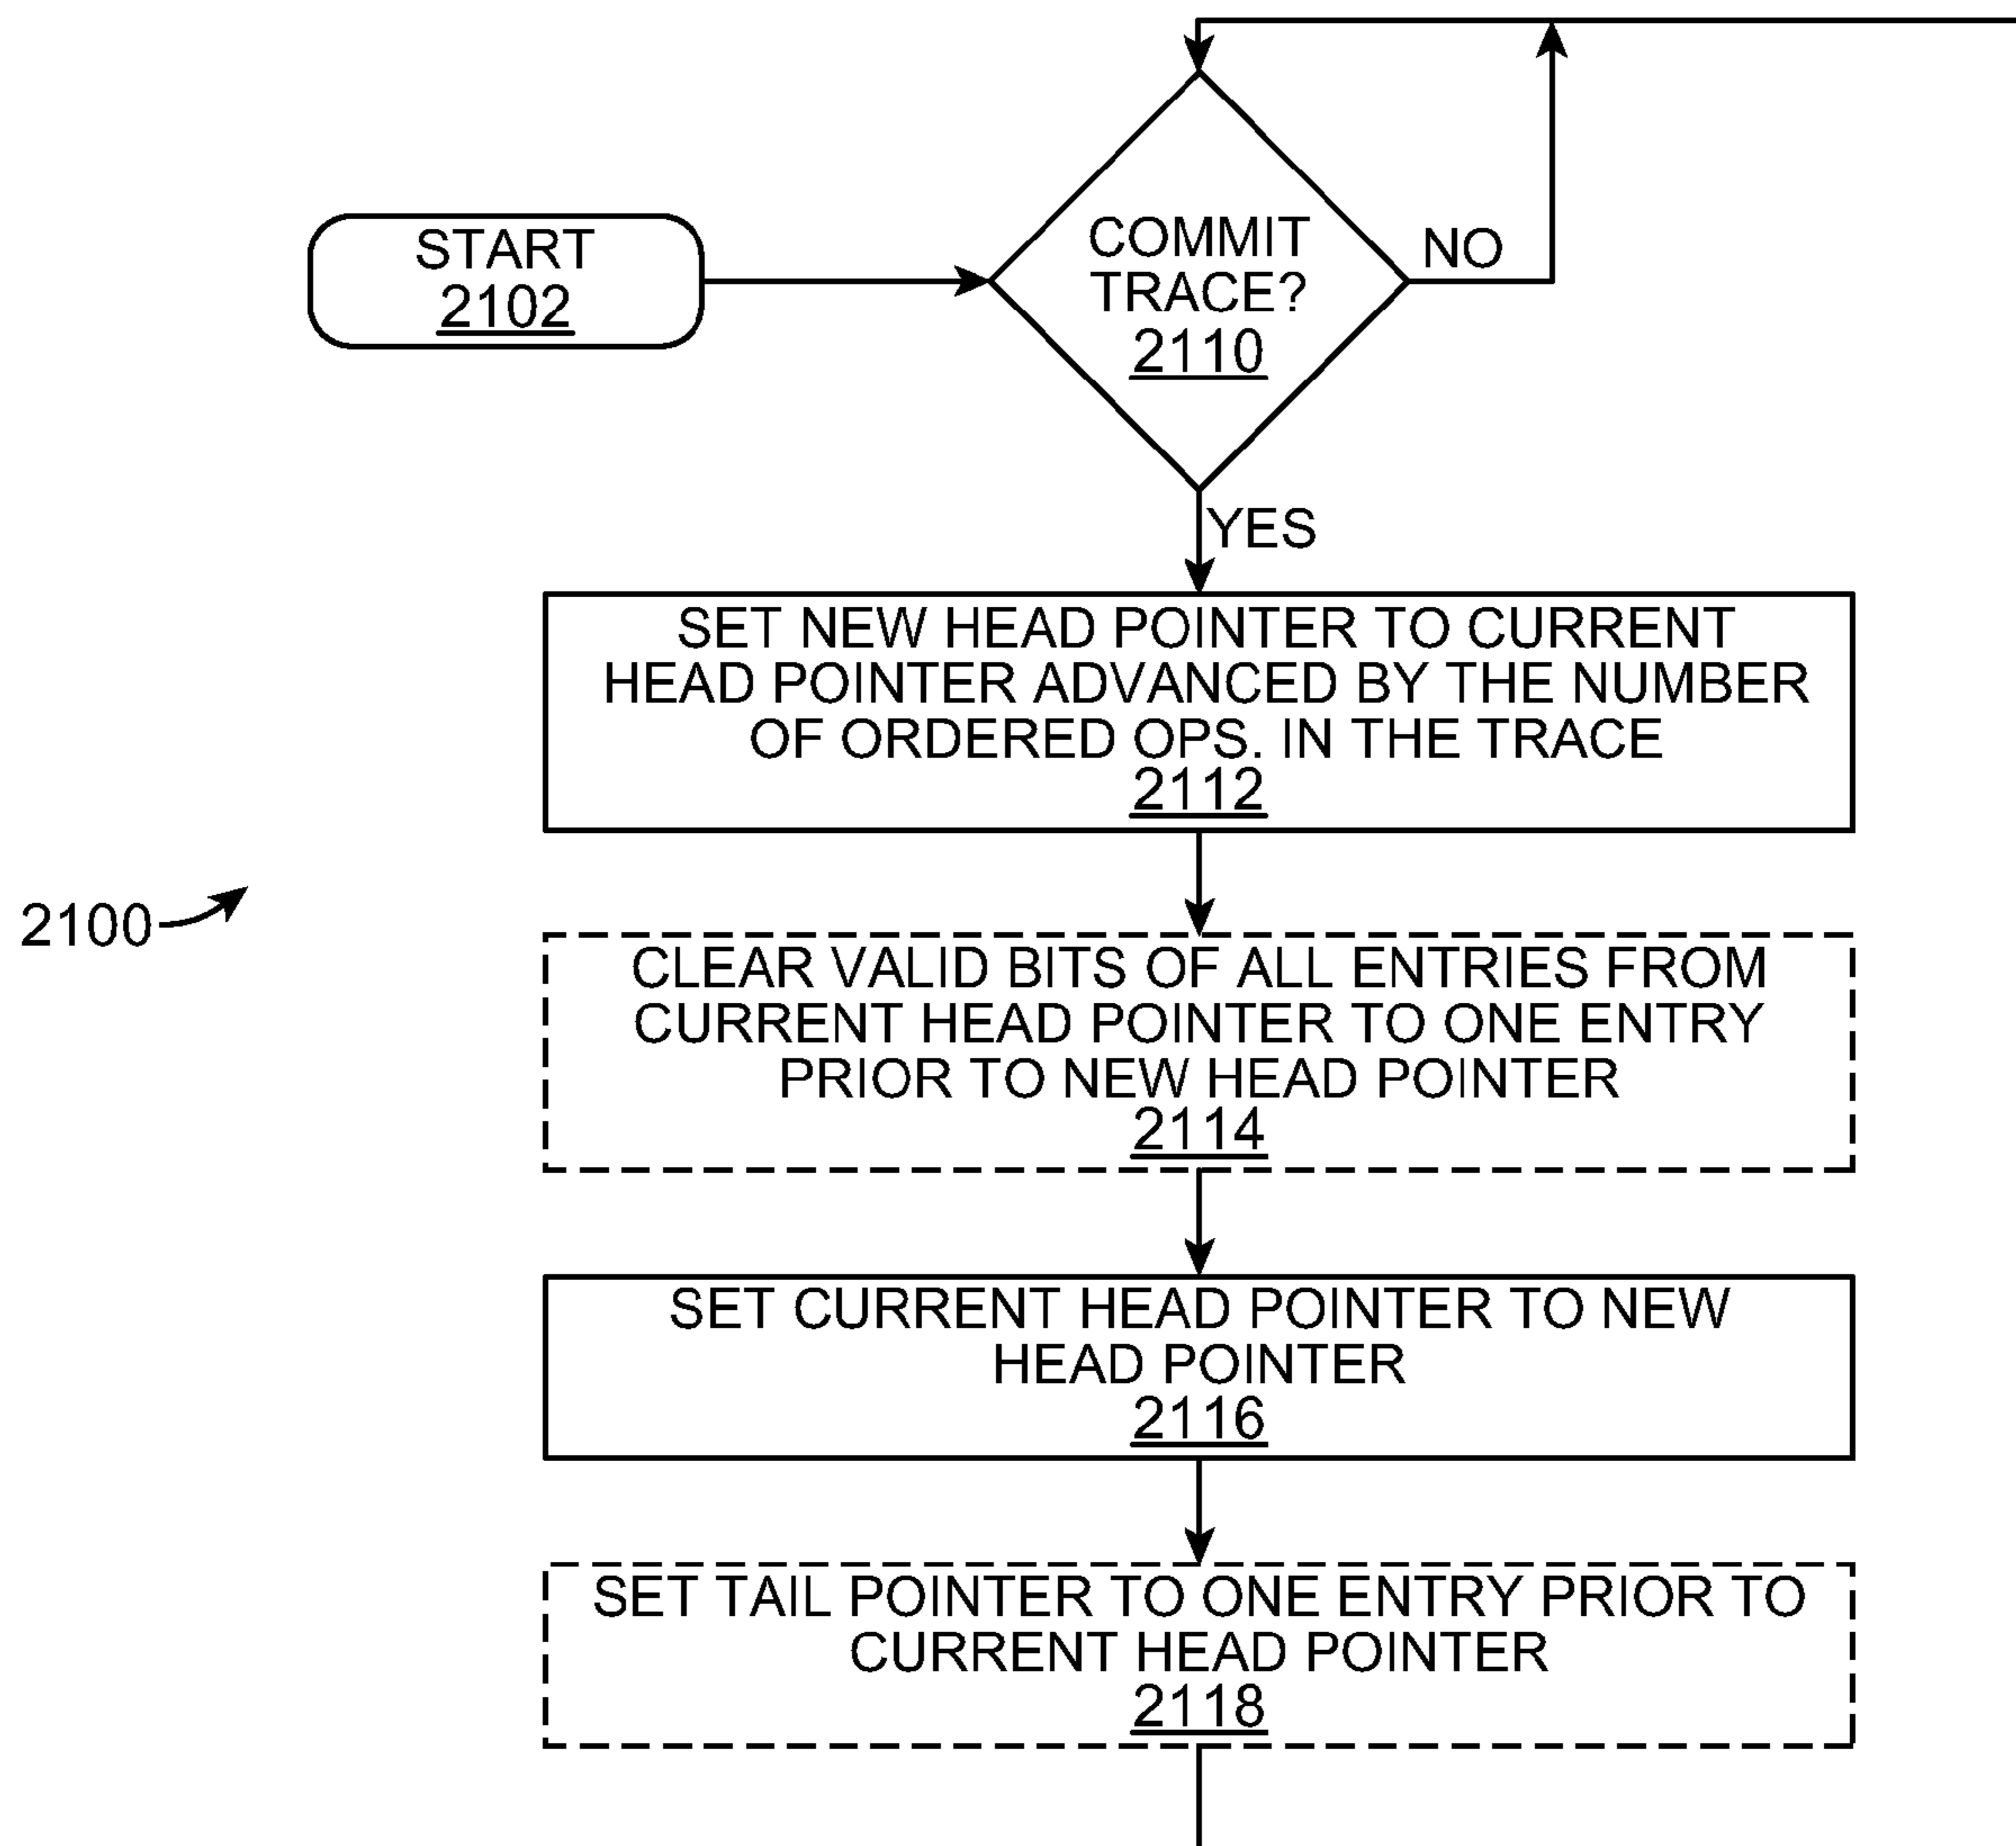 START
2102
COMMIT
TRACE?
2110
NO
YES
SET NEW HEAD POINTER TO CURRENT
HEAD POINTER ADVANCED BY THE NUMBER
OF ORDERED OPS. IN THE TRACE
2112
2100
CLEAR VALID BITS OF ALL ENTRIES FROM
CURRENT HEAD POINTER TO ONE ENTRY
PRIOR TO NEW HEAD POINTER
2114
SET CURRENT HEAD POINTER TO NEW
HEAD POINTER
2116
SET TAIL POINTER TO ONE ENTRY PRIOR TO
CURRENT HEAD POINTER
2118